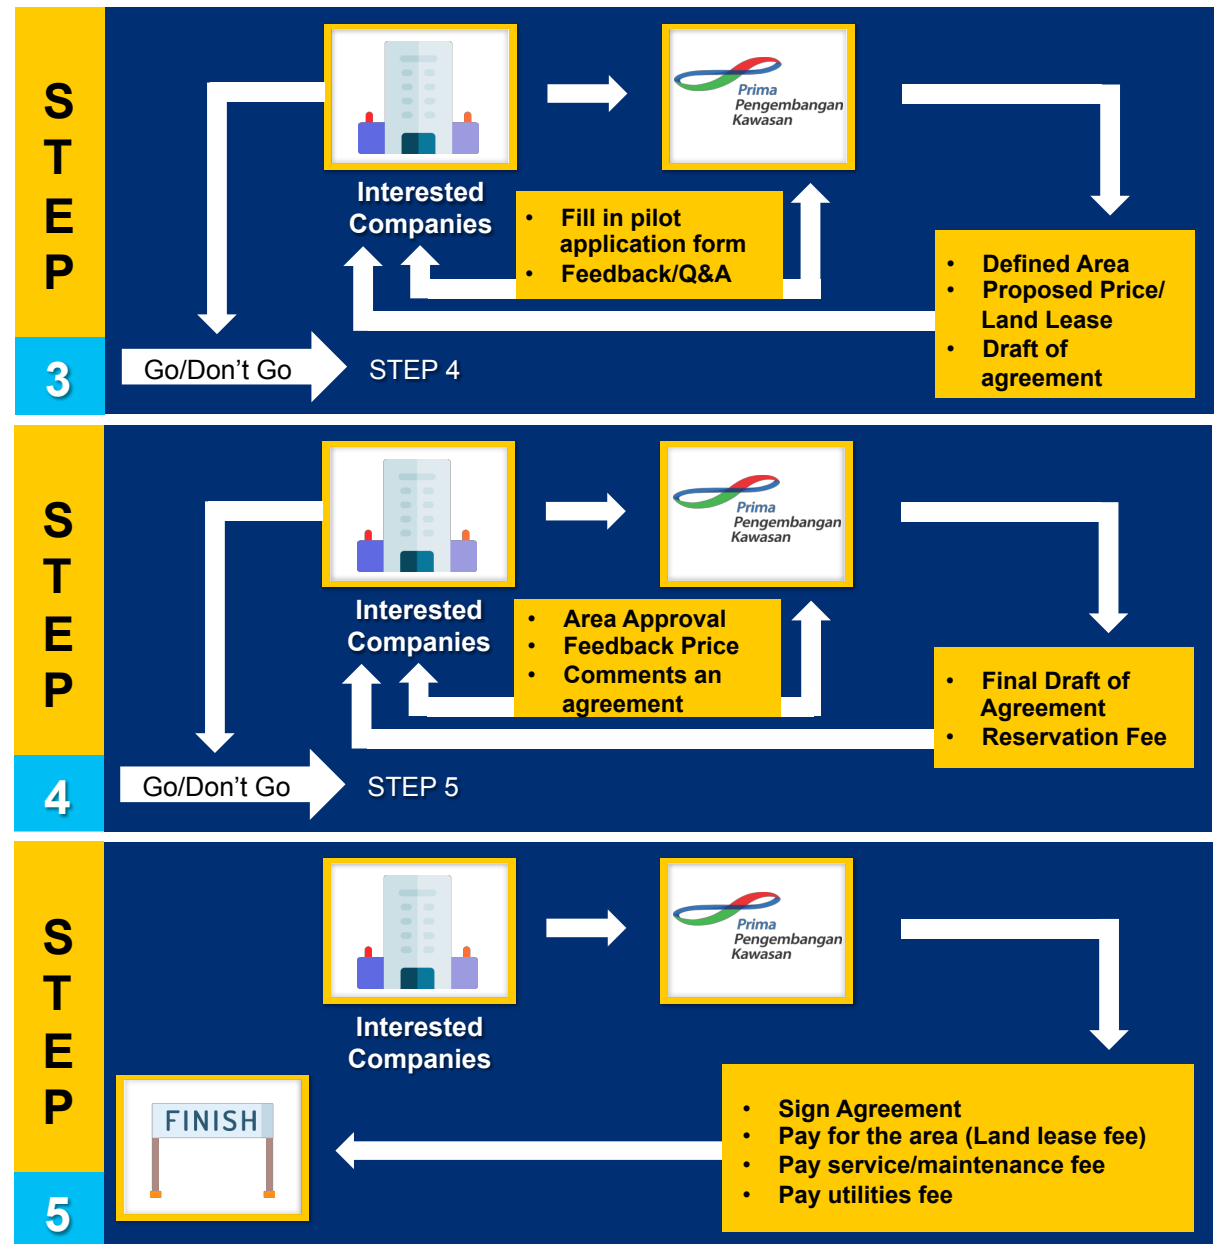 S
T
E
P
3
Interested
Companies
Prima
Pengembangan
Kawasan
• Fill in pilot
application form
• Feedback/Q&A
• Defined Area
• Proposed Price/
Land Lease
• Draft of
agreement
Go/Don't Go
STEP 4
S
T
E
P
4
Interested
Companies
Prima
Pengembangan
Kawasan
• Area Approval
• Feedback Price
• Comments an
agreement
• Final Draft of
Agreement
• Reservation Fee
Go/Don't Go
STEP 5
S
T
E
P
5
Interested
Companies
Prima
Pengembangan
Kawasan
• Sign Agreement
• Pay for the area (Land lease fee)
• Pay service/maintenance fee
• Pay utilities fee
FINISH